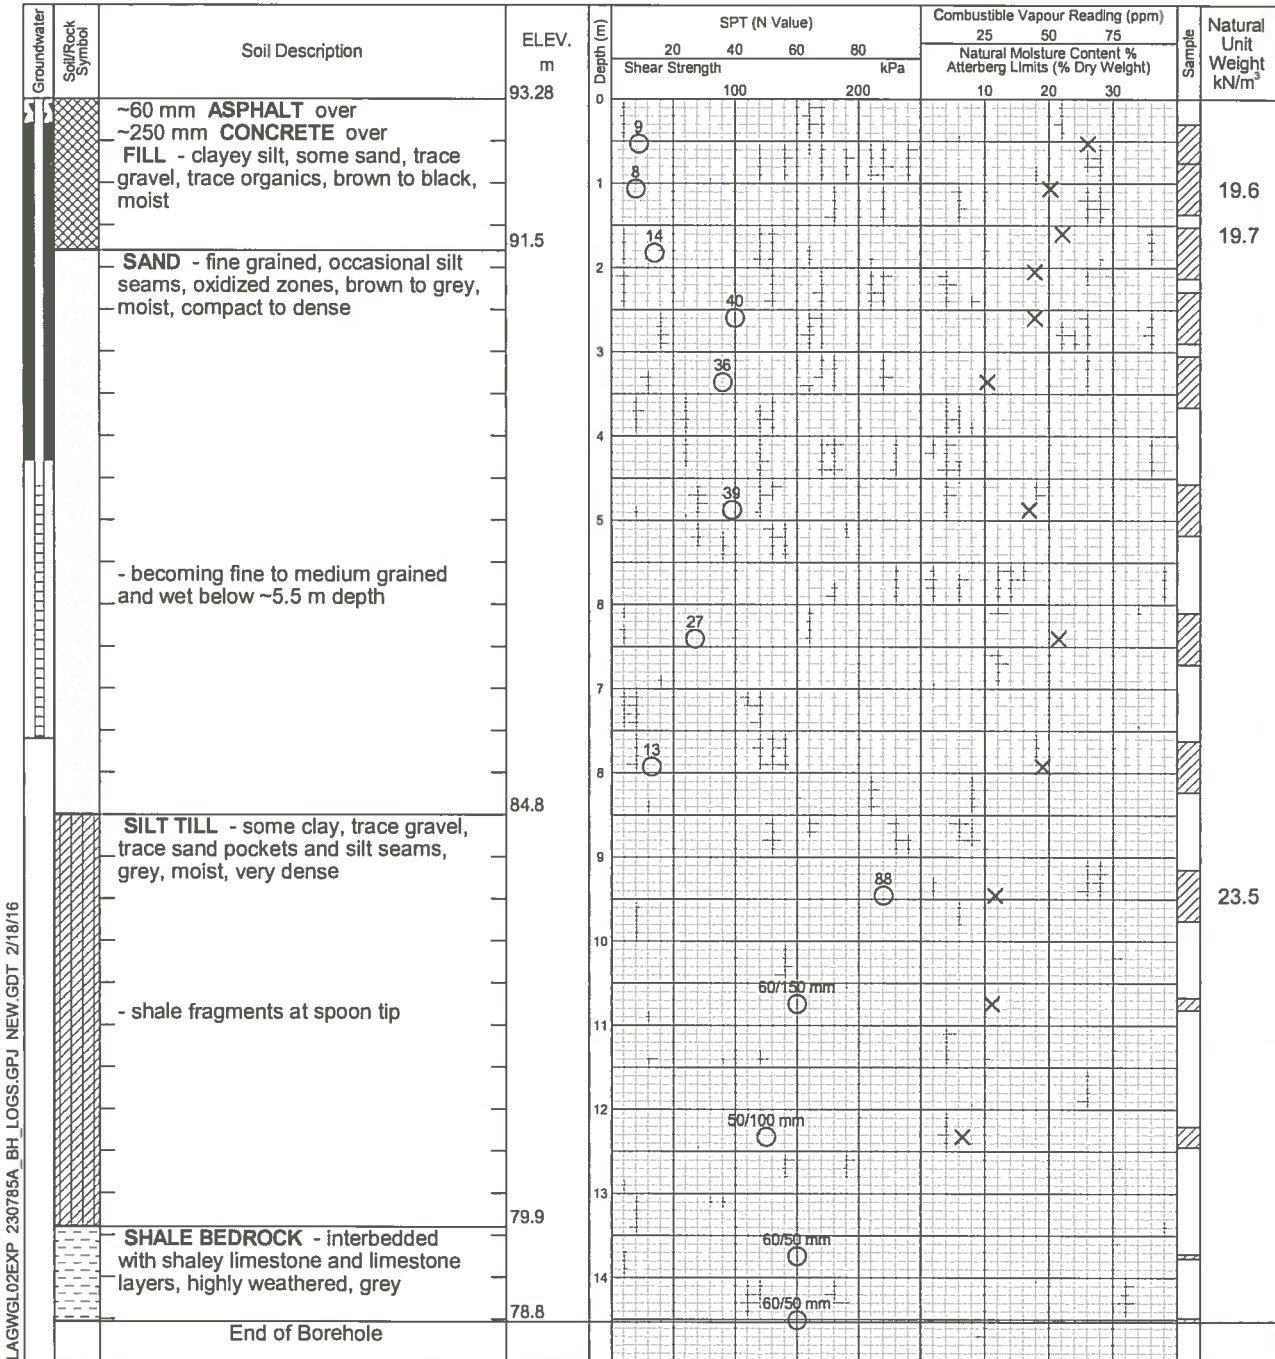 Groundwater
Soil/Rock Symbol
Soil Description
ELEV. m
93.28
Depth (m)
SPT (N Value)
20 40 60 80
Shear Strength kPa
100 200
Combustible Vapour Reading (ppm)
25 50 75
Natural Moisture Content %
Atterberg Limits (% Dry Weight)
10 20 30
Sample
Natural
Unit
Weight
kN/m³
0
~60 mm ASPHALT over
~250 mm CONCRETE over
FILL - clayey silt, some sand, trace
gravel, trace organics, brown to black,
moist
9
8
1
19.6
91.5
14
19.7
SAND - fine grained, occasional silt
seams, oxidized zones, brown to grey,
moist, compact to dense
2
40
3
36
4
39
5
- becoming fine to medium grained
and wet below ~5.5 m depth
8
27
7
13
8
84.8
SILT TILL - some clay, trace gravel,
trace sand pockets and silt seams,
grey, moist, very dense
9
88
23.5
10
60/150 mm
- shale fragments at spoon tip
11
12
50/100 mm
13
79.9
SHALE BEDROCK - interbedded
with shaley limestone and limestone
layers, highly weathered, grey
60/50 mm
14
60/50 mm
78.8
End of Borehole
LAGWGL02EXP 230785A_BH_LOGS.GPJ NEW.GDT 2/18/16